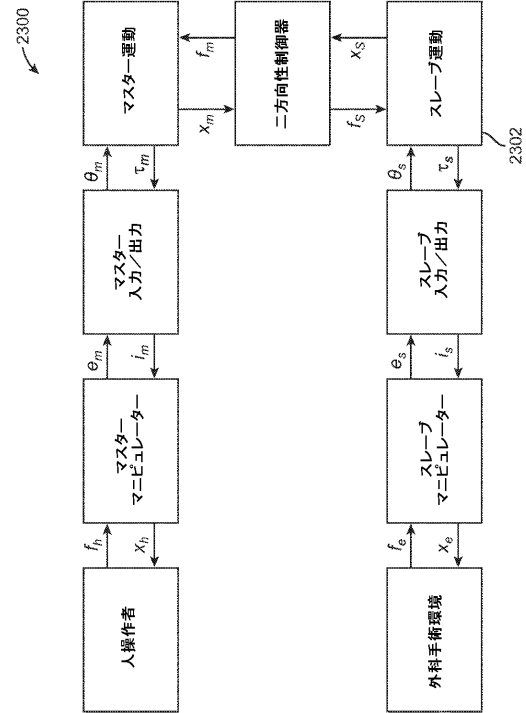 2300
人操作者
f_h
x_h
マスター
マニピュレーター
e_m
i_m
マスター
入力／出力
θ_m
τ_m
マスター運動
f_m
x_m
二方向性制御器
x_S
f_S
外科手術環境
f_e
x_e
スレーブ
マニピュレーター
e_s
i_s
スレーブ
入力／出力
θ_s
τ_s
スレーブ運動
2302